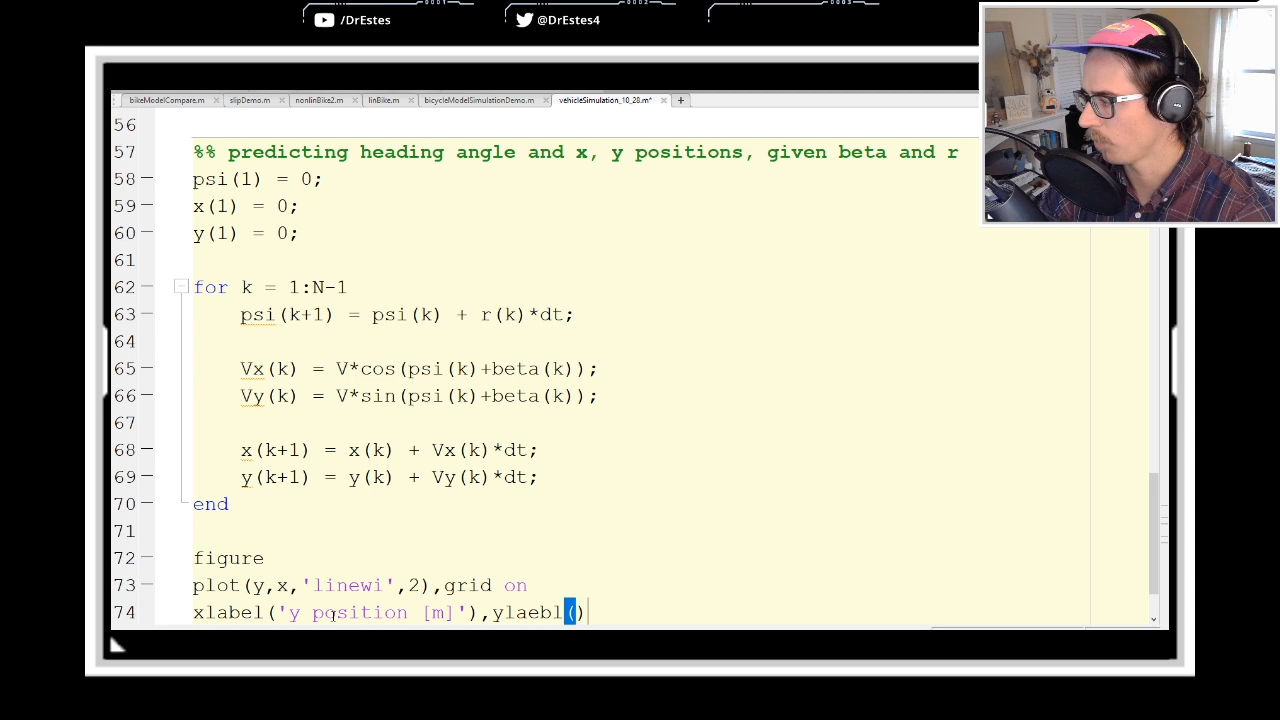 0001 0002 0003
/DrEstes @DrEstes4
bikeModelCompare.m × slipDemo.m × nonlinBike2.m × linBike.m × bicycleModelSimulationDemo.m × vehicleSimulation_10_28.m* × +
56
57 %% predicting heading angle and x, y positions, given beta and r
58 psi(1) = 0;
59 x(1) = 0;
60 y(1) = 0;
61
62 for k = 1:N-1
63 psi(k+1) = psi(k) + r(k)*dt;
64
65 Vx(k) = V*cos(psi(k)+beta(k));
66 Vy(k) = V*sin(psi(k)+beta(k));
67
68 x(k+1) = x(k) + Vx(k)*dt;
69 y(k+1) = y(k) + Vy(k)*dt;
70 end
71
72 figure
73 plot(y,x,'linewi',2),grid on
74 xlabel('y position [m]'),ylaebl()